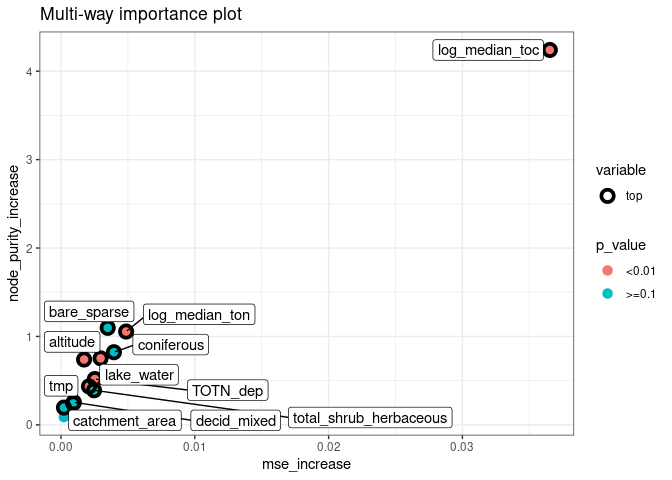 Multi-way importance plot
log_median_toc
4
3
2
1
0
node_purity_increase
bare_sparse
log_median_ton
altitude
coniferous
lake_water
tmp
TOTN_dep
catchment_area
decid_mixed
total_shrub_herbaceous
0.00
0.01
0.02
0.03
mse_increase
variable
top
p_value
<0.01
>=0.1